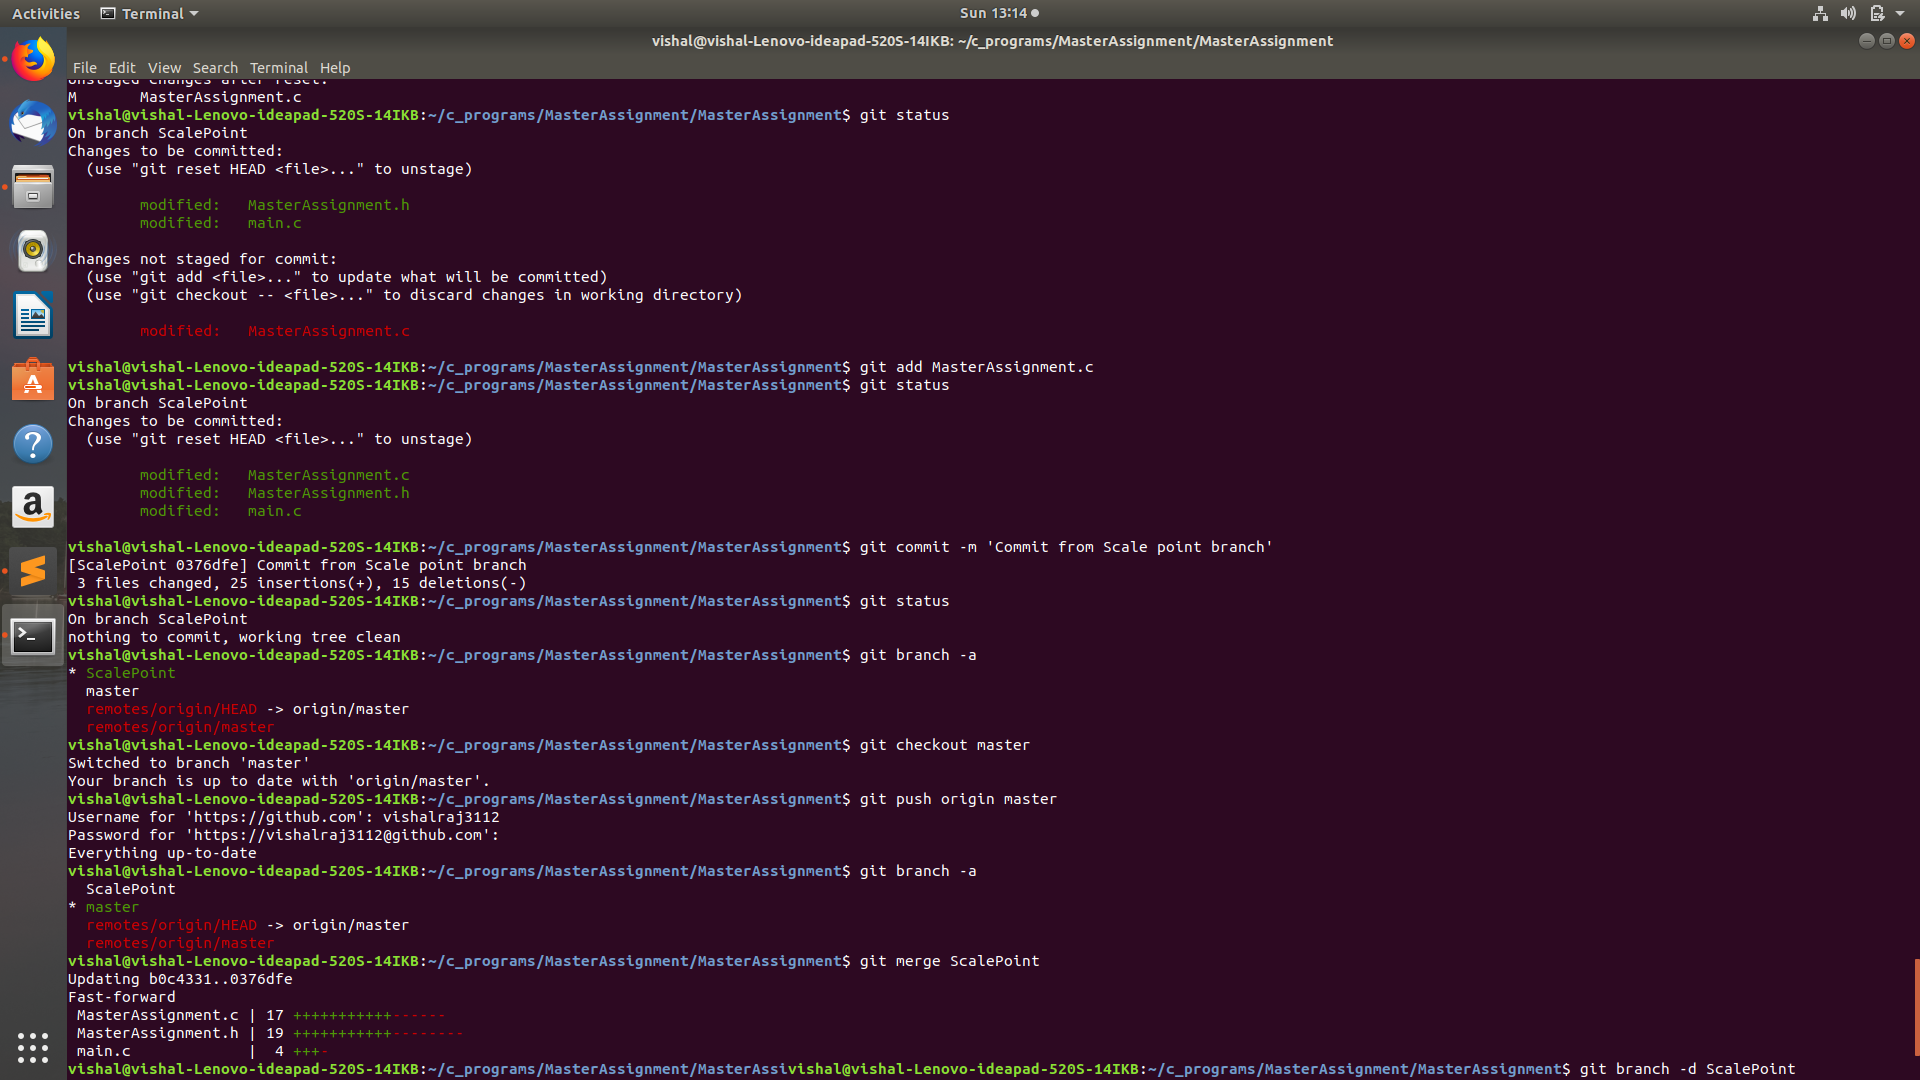 Activities Terminal Sun 13:14
vishal@vishal-Lenovo-ideapad-520S-14IKB: ~/c_programs/MasterAssignment/MasterAssignment
File Edit View Search Terminal Help
Unstaged changes after reset:
M MasterAssignment.c
vishal@vishal-Lenovo-ideapad-520S-14IKB:~/c_programs/MasterAssignment/MasterAssignment$ git status
On branch ScalePoint
Changes to be committed:
(use "git reset HEAD <file>..." to unstage)
modified: MasterAssignment.h
modified: main.c
Changes not staged for commit:
(use "git add <file>..." to update what will be committed)
(use "git checkout -- <file>..." to discard changes in working directory)
modified: MasterAssignment.c
vishal@vishal-Lenovo-ideapad-520S-14IKB:~/c_programs/MasterAssignment/MasterAssignment$ git add MasterAssignment.c
vishal@vishal-Lenovo-ideapad-520S-14IKB:~/c_programs/MasterAssignment/MasterAssignment$ git status
On branch ScalePoint
Changes to be committed:
(use "git reset HEAD <file>..." to unstage)
modified: MasterAssignment.c
modified: MasterAssignment.h
modified: main.c
vishal@vishal-Lenovo-ideapad-520S-14IKB:~/c_programs/MasterAssignment/MasterAssignment$ git commit -m 'Commit from Scale point branch'
[ScalePoint 0376dfe] Commit from Scale point branch
3 files changed, 25 insertions(+), 15 deletions(-)
vishal@vishal-Lenovo-ideapad-520S-14IKB:~/c_programs/MasterAssignment/MasterAssignment$ git status
On branch ScalePoint
nothing to commit, working tree clean
vishal@vishal-Lenovo-ideapad-520S-14IKB:~/c_programs/MasterAssignment/MasterAssignment$ git branch -a
* ScalePoint
master
remotes/origin/HEAD -> origin/master
remotes/origin/master
vishal@vishal-Lenovo-ideapad-520S-14IKB:~/c_programs/MasterAssignment/MasterAssignment$ git checkout master
Switched to branch 'master'
Your branch is up to date with 'origin/master'.
vishal@vishal-Lenovo-ideapad-520S-14IKB:~/c_programs/MasterAssignment/MasterAssignment$ git push origin master
Username for 'https://github.com': vishalraj3112
Password for 'https://vishalraj3112@github.com':
Everything up-to-date
vishal@vishal-Lenovo-ideapad-520S-14IKB:~/c_programs/MasterAssignment/MasterAssignment$ git branch -a
ScalePoint
* master
remotes/origin/HEAD -> origin/master
remotes/origin/master
vishal@vishal-Lenovo-ideapad-520S-14IKB:~/c_programs/MasterAssignment/MasterAssignment$ git merge ScalePoint
Updating b0c4331..0376dfe
Fast-forward
MasterAssignment.c | 17 +++++++++++------
MasterAssignment.h | 19 +++++++++++--------
main.c | 4 +++-
vishal@vishal-Lenovo-ideapad-520S-14IKB:~/c_programs/MasterAssignment/MasterAssivishal@vishal-Lenovo-ideapad-520S-14IKB:~/c_programs/MasterAssignment/MasterAssignment$ git branch -d ScalePoint